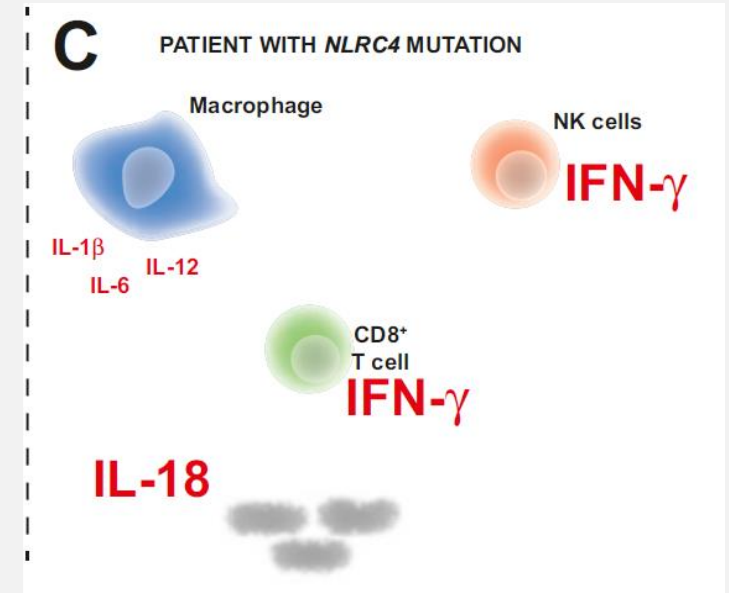 C
PATIENT WITH NLRC4 MUTATION
Macrophage
NK cells
IFN-γ
IL-1β
IL-12
IL-6
CD8⁺
T cell
IFN-γ
IL-18